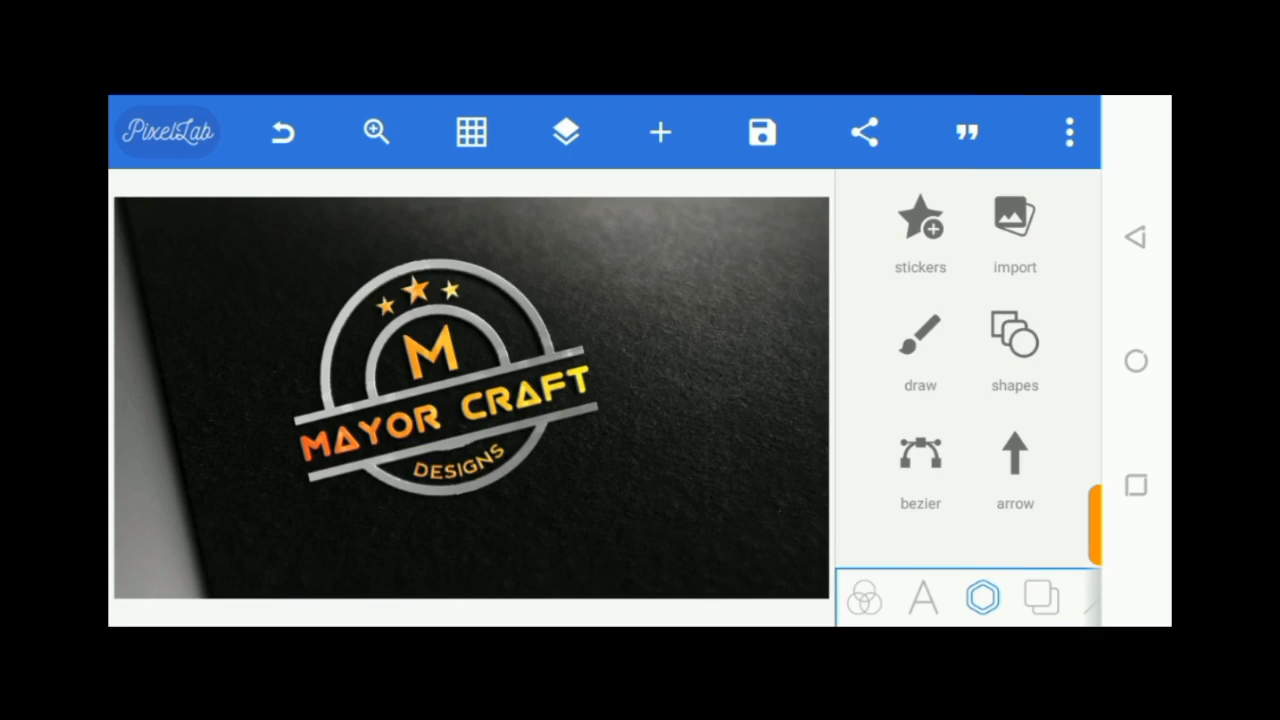 PixelLab
stickers
import
draw
shapes
bezier
arrow
M
MAYOR CRAFT
DESIGNS